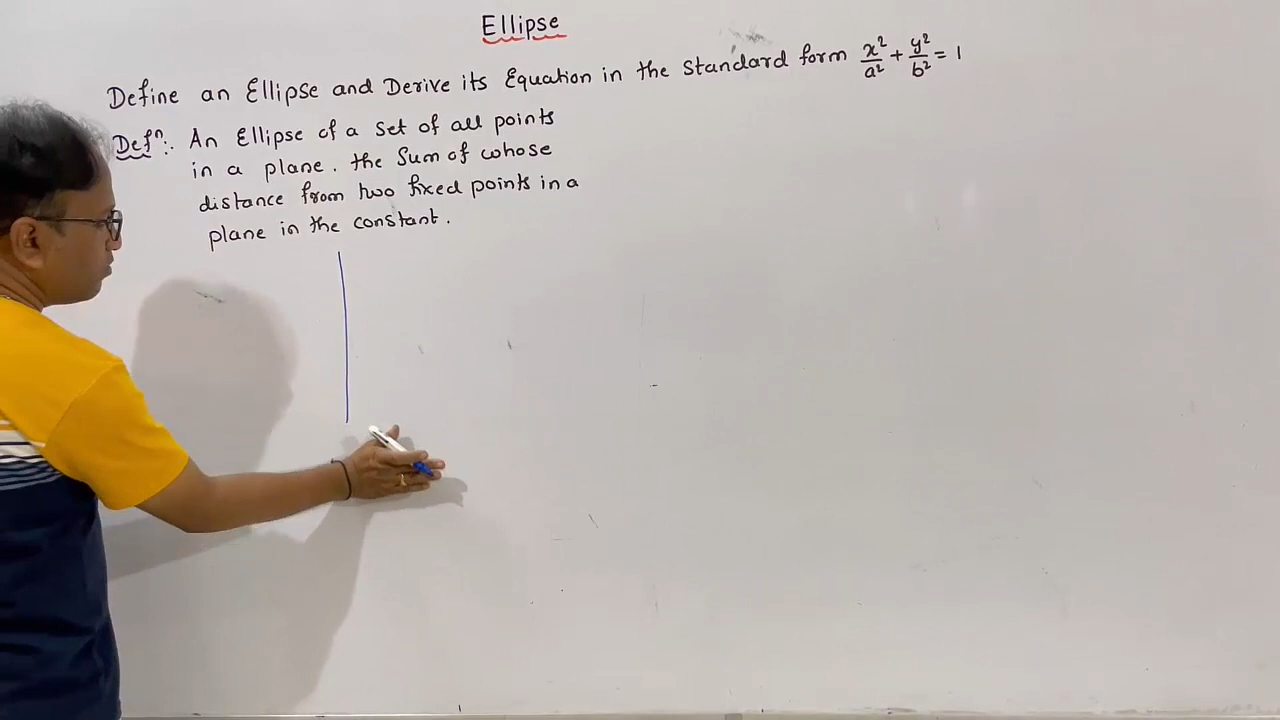 Ellipse
Define an Ellipse and Derive its Equation in the Standard form x²/a² + y²/b² = 1
Defⁿ:. An Ellipse of a set of all points
in a plane. the Sum of whose
distance from two fixed points in a
plane in the constant.